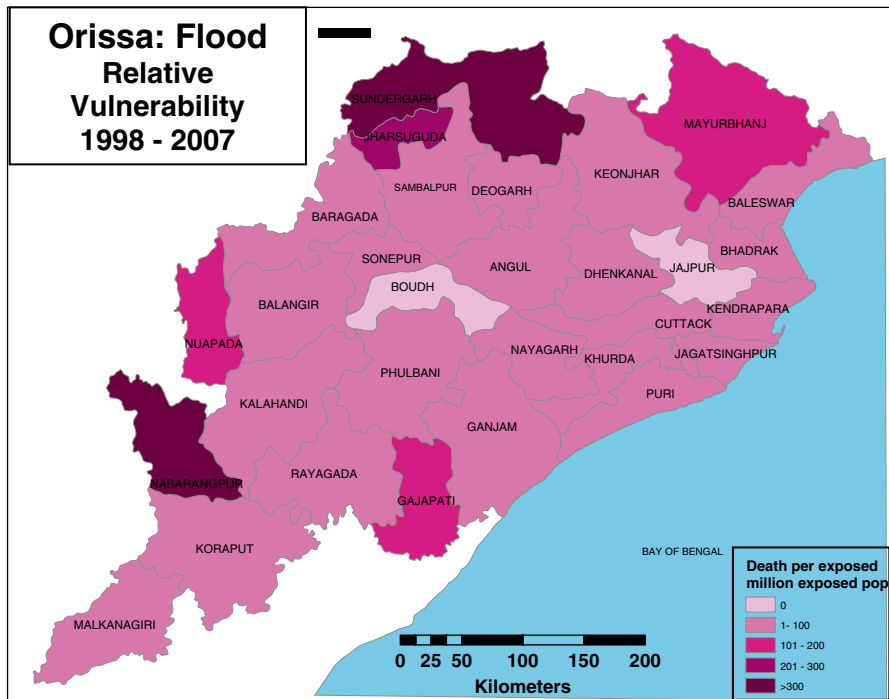 Orissa: Flood
Relative
Vulnerability
1998 - 2007
SUNDERGARH
JHARSUGUDA
MAYURBHANJ
KEONJHAR
SAMBALPUR
DEOGARH
BALESWAR
BARAGADA
BHADRAK
SONEPUR
ANGUL
JAJPUR
DHENKANAL
BOUDH
BALANGIR
KENDRAPARA
CUTTACK
NUAPADA
NAYAGARH
KHURDA
JAGATSINGHPUR
PHULBANI
PURI
KALAHANDI
GANJAM
RAYAGADA
NABARANGPUR
GAJAPATI
KORAPUT
BAY OF BENGAL
MALKANAGIRI
Death per exposed
million exposed pop
0
1- 100
101 - 200
201 - 300
>300
0 25 50 100 150 200
Kilometers